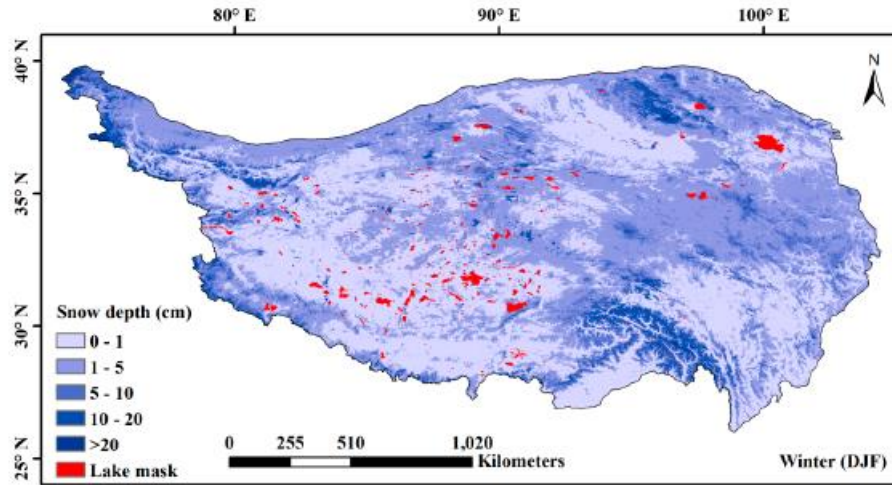 80° E 90° E 100° E
40° N
N
35° N
30° N
25° N
Snow depth (cm)
0 - 1
1 - 5
5 - 10
10 - 20
>20
Lake mask
0 255 510 1,020
Kilometers
Winter (DJF)